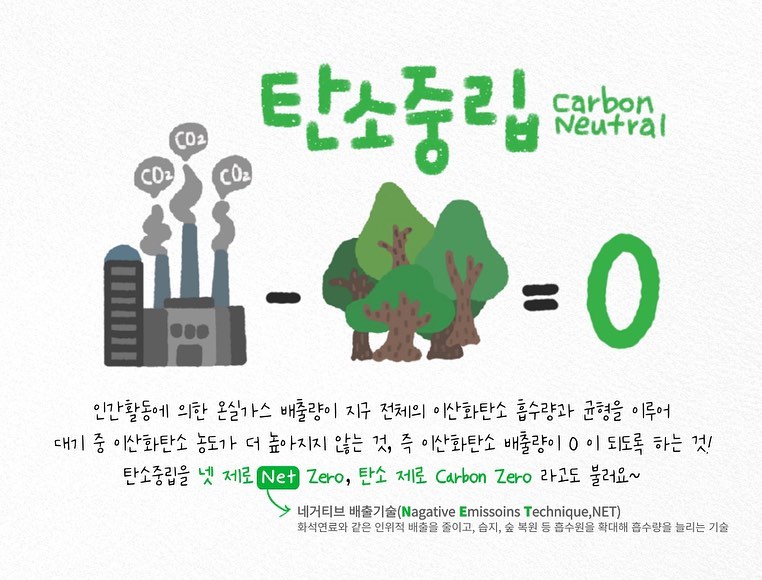 탄소중립 Carbon Neutral
CO2
CO2 CO2
- = 0
인간활동에 의한 온실가스 배출량이 지구 전체의 이산화탄소 흡수량과 균형을 이루어
대기 중 이산화탄소 농도가 더 높아지지 않는 것, 즉 이산화탄소 배출량이 0 이 되도록 하는 것!
탄소중립을 넷 제로 Net Zero, 탄소 제로 Carbon Zero 라고도 불러요~
네거티브 배출기술(Nagative Emissoins Technique,NET)
화석연료와 같은 인위적 배출을 줄이고, 습지, 숲 복원 등 흡수원을 확대해 흡수량을 늘리는 기술